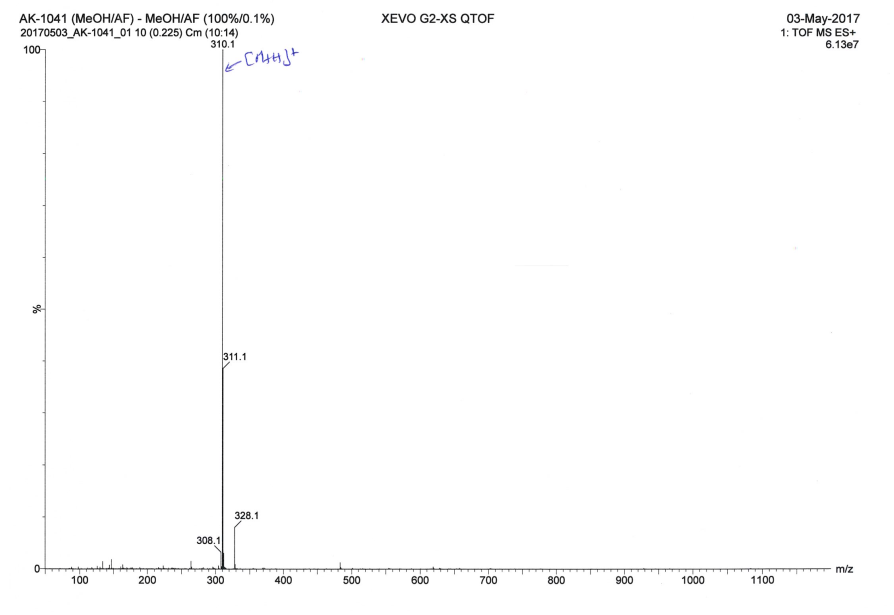 AK-1041 (MeOH/AF) - MeOH/AF (100%/0.1%)
XEVO G2-XS QTOF
03-May-2017
20170503_AK-1041_01 10 (0.225) Cm (10:14)
1: TOF MS ES+
6.13e7
310.1
[M+H]+
100
%
311.1
328.1
308.1
0
100 200 300 400 500 600 700 800 900 1000 1100
m/z